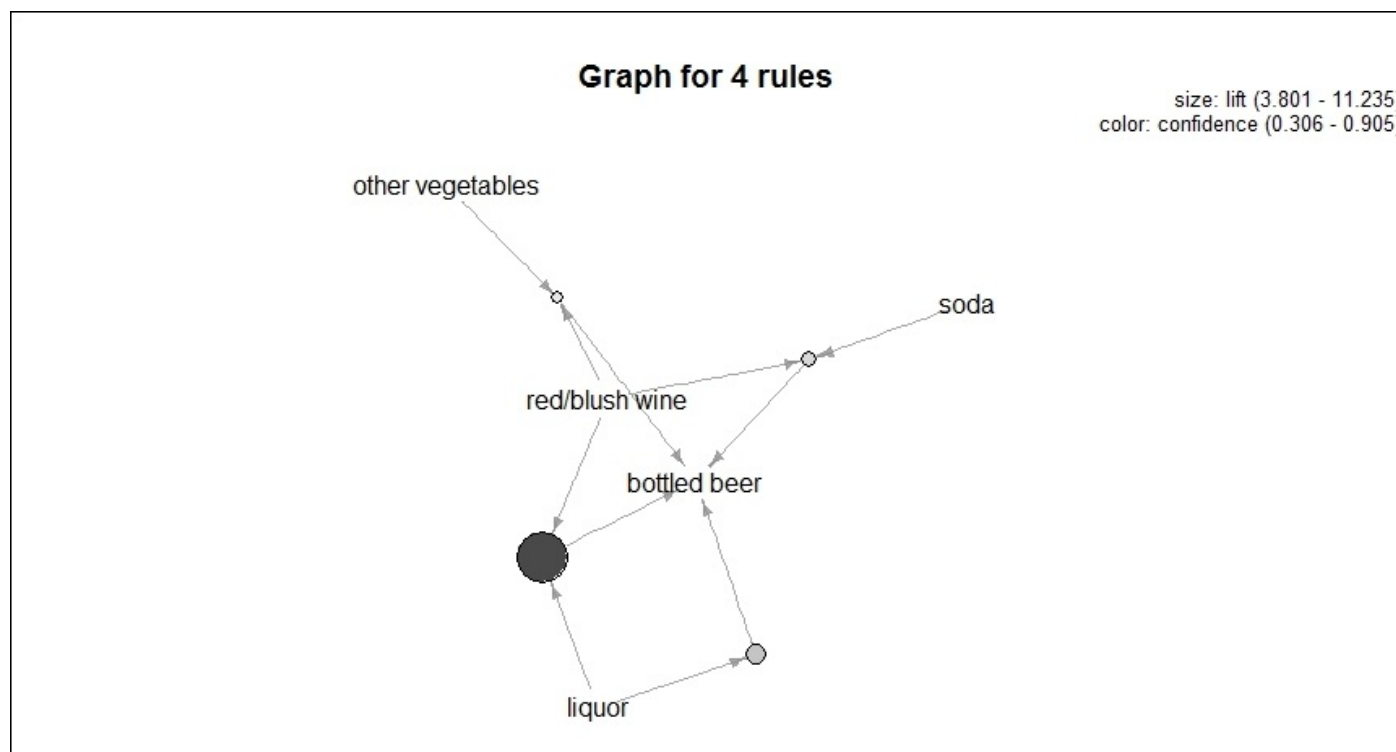 Graph for 4 rules
size: lift (3.801 - 11.235
color: confidence (0.306 - 0.905
other vegetables
soda
red/blush wine
bottled beer
liquor